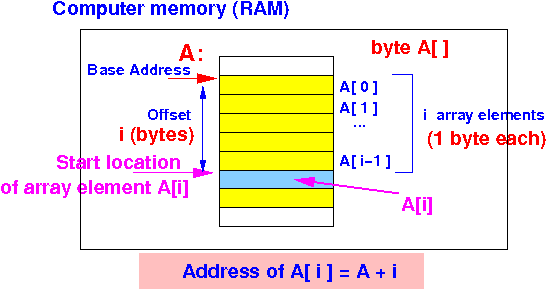 Computer memory (RAM)
A:
byte A[ ]
Base Address
A[ 0 ]
A[ 1 ]
...
Offset
i (bytes)
i array elements
(1 byte each)
A[ i−1 ]
Start location
of array element A[i]
A[i]
Address of A[ i ] = A + i